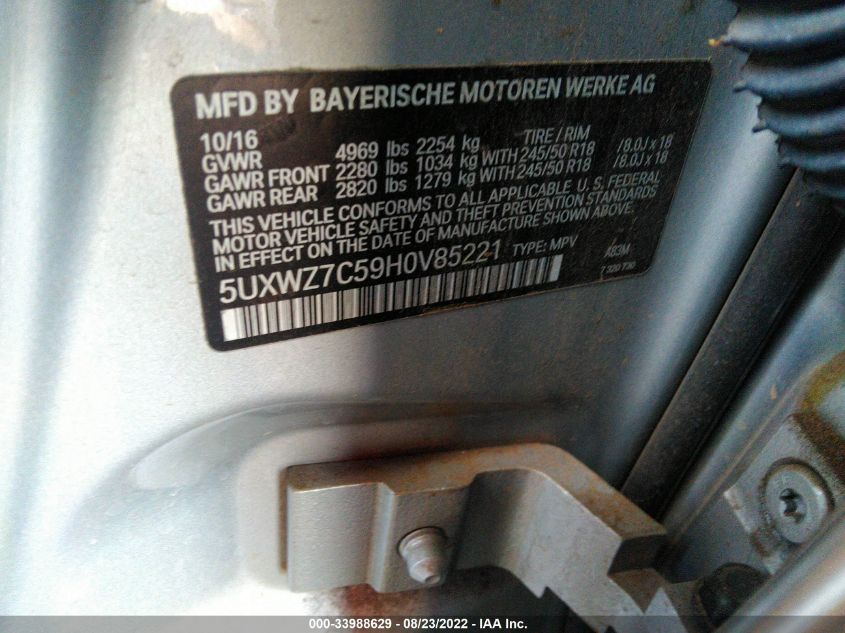 MFD BY BAYERISCHE MOTOREN WERKE AG
10/16 TIRE / RIM
GVWR 4969 lbs 2254 kg
GAWR FRONT 2280 lbs 1034 kg WITH 245/50 R18 /8.0J x 18
GAWR REAR 2820 lbs 1279 kg WITH 245/50 R18 /8.0J x 18
THIS VEHICLE CONFORMS TO ALL APPLICABLE U. S. FEDERAL
MOTOR VEHICLE SAFETY AND THEFT PREVENTION STANDARDS
IN EFFECT ON THE DATE OF MANUFACTURE SHOWN ABOVE.
5UXWZ7C59H0V85221 TYPE: MPV A83M
7 320 730
000-33988629 - 08/23/2022 - IAA Inc.